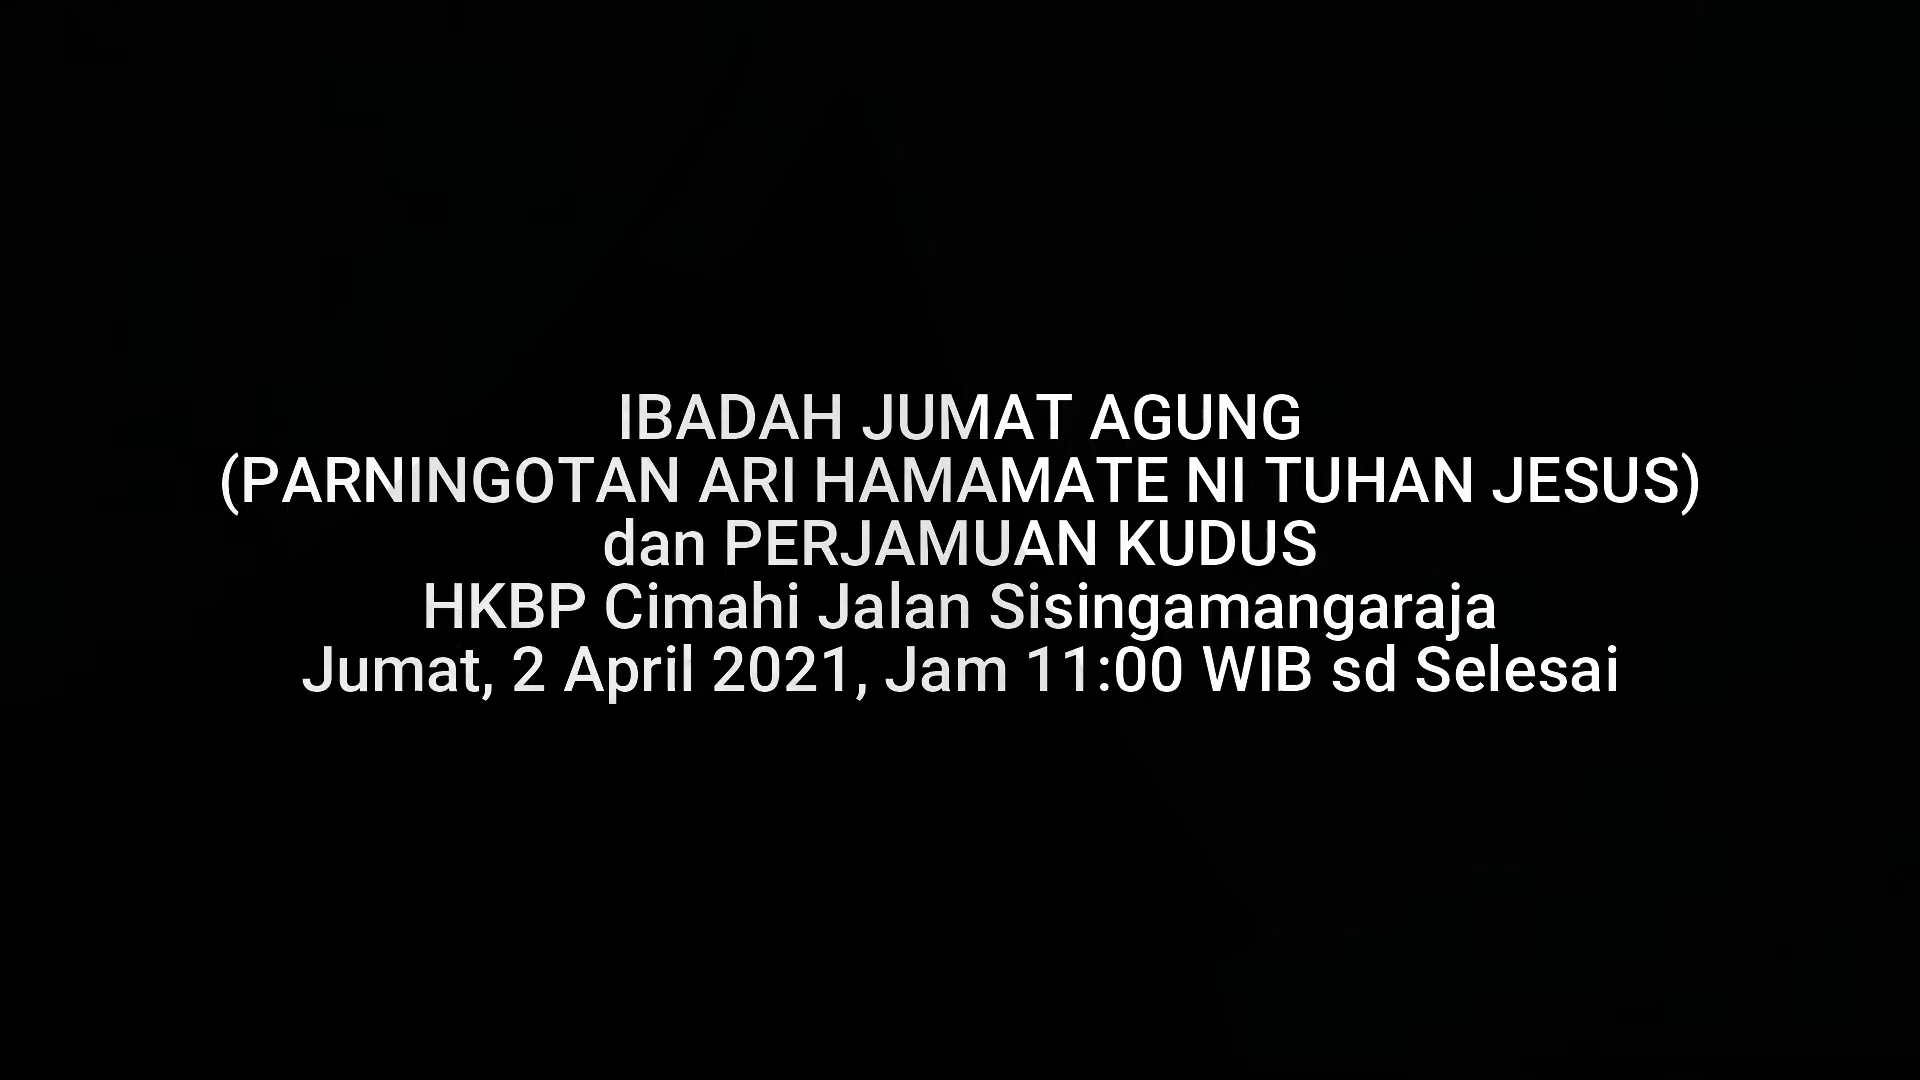 IBADAH JUMAT AGUNG
(PARNINGOTAN ARI HAMAMATE NI TUHAN JESUS)
dan PERJAMUAN KUDUS
HKBP Cimahi Jalan Sisingamangaraja
Jumat, 2 April 2021, Jam 11:00 WIB sd Selesai